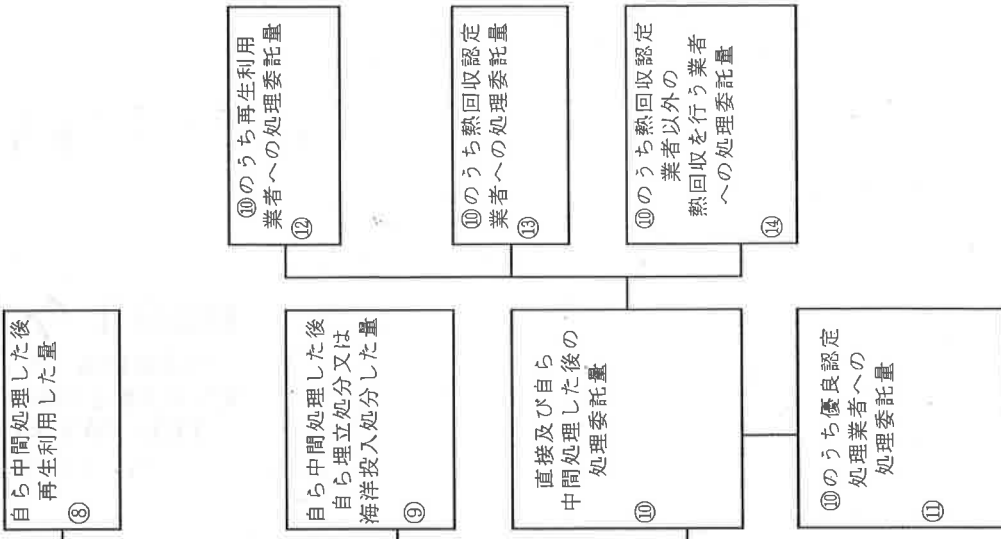 自ら中間処理した後
再生利用した量
⑧
自ら中間処理した後
自ら埋立処分又は
海洋投入処分した量
⑨
直接及び自ら
中間処理した後の
処理委託量
⑩
⑩のうち優良認定
処理業者への
処理委託量
⑪
⑩のうち再生利用
業者への処理委託量
⑫
⑩のうち熱回収認定
業者への処理委託量
⑬
⑩のうち熱回収認定
業者以外の
熱回収を行う業者
への処理委託量
⑭